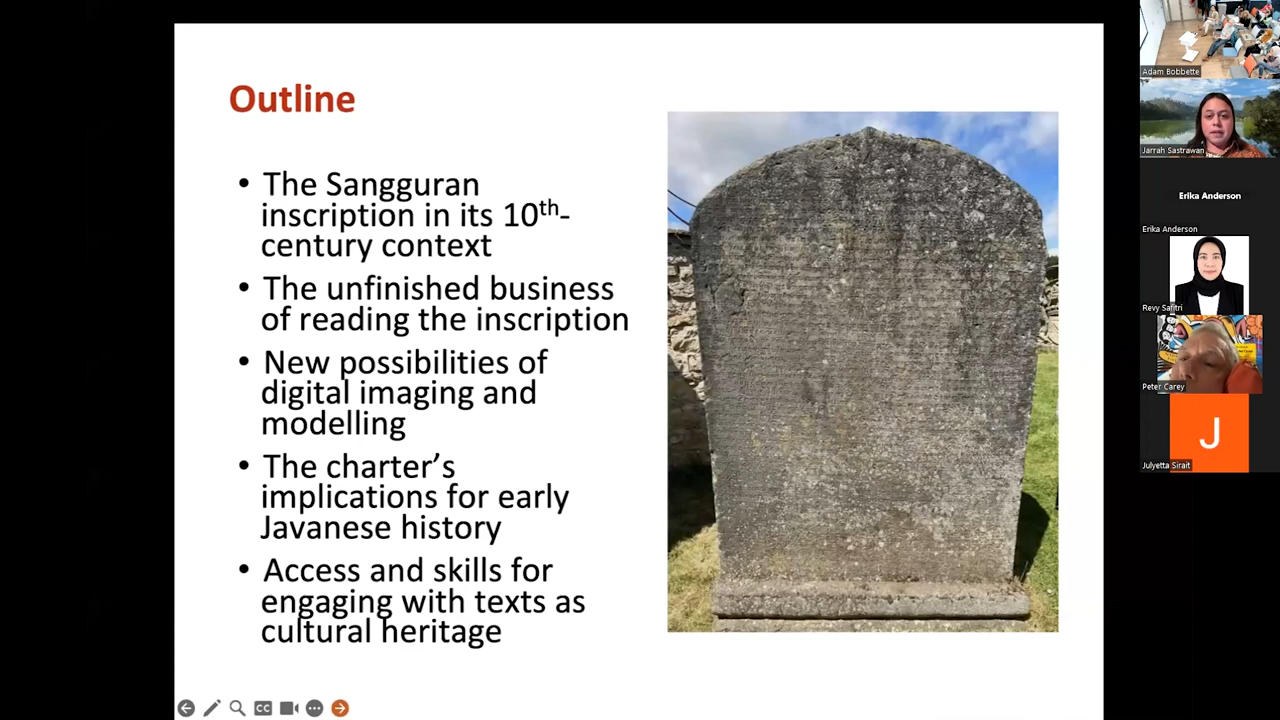 Outline
• The Sangguran
inscription in its 10th-
century context
• The unfinished business
of reading the inscription
• New possibilities of
digital imaging and
modelling
• The charter’s
implications for early
Javanese history
• Access and skills for
engaging with texts as
cultural heritage
CC
Adam Bobbette
Jarrah Sastrawan
Erika Anderson
Erika Anderson
Revy Safitri
Peter Carey
J
Julyetta Sirait